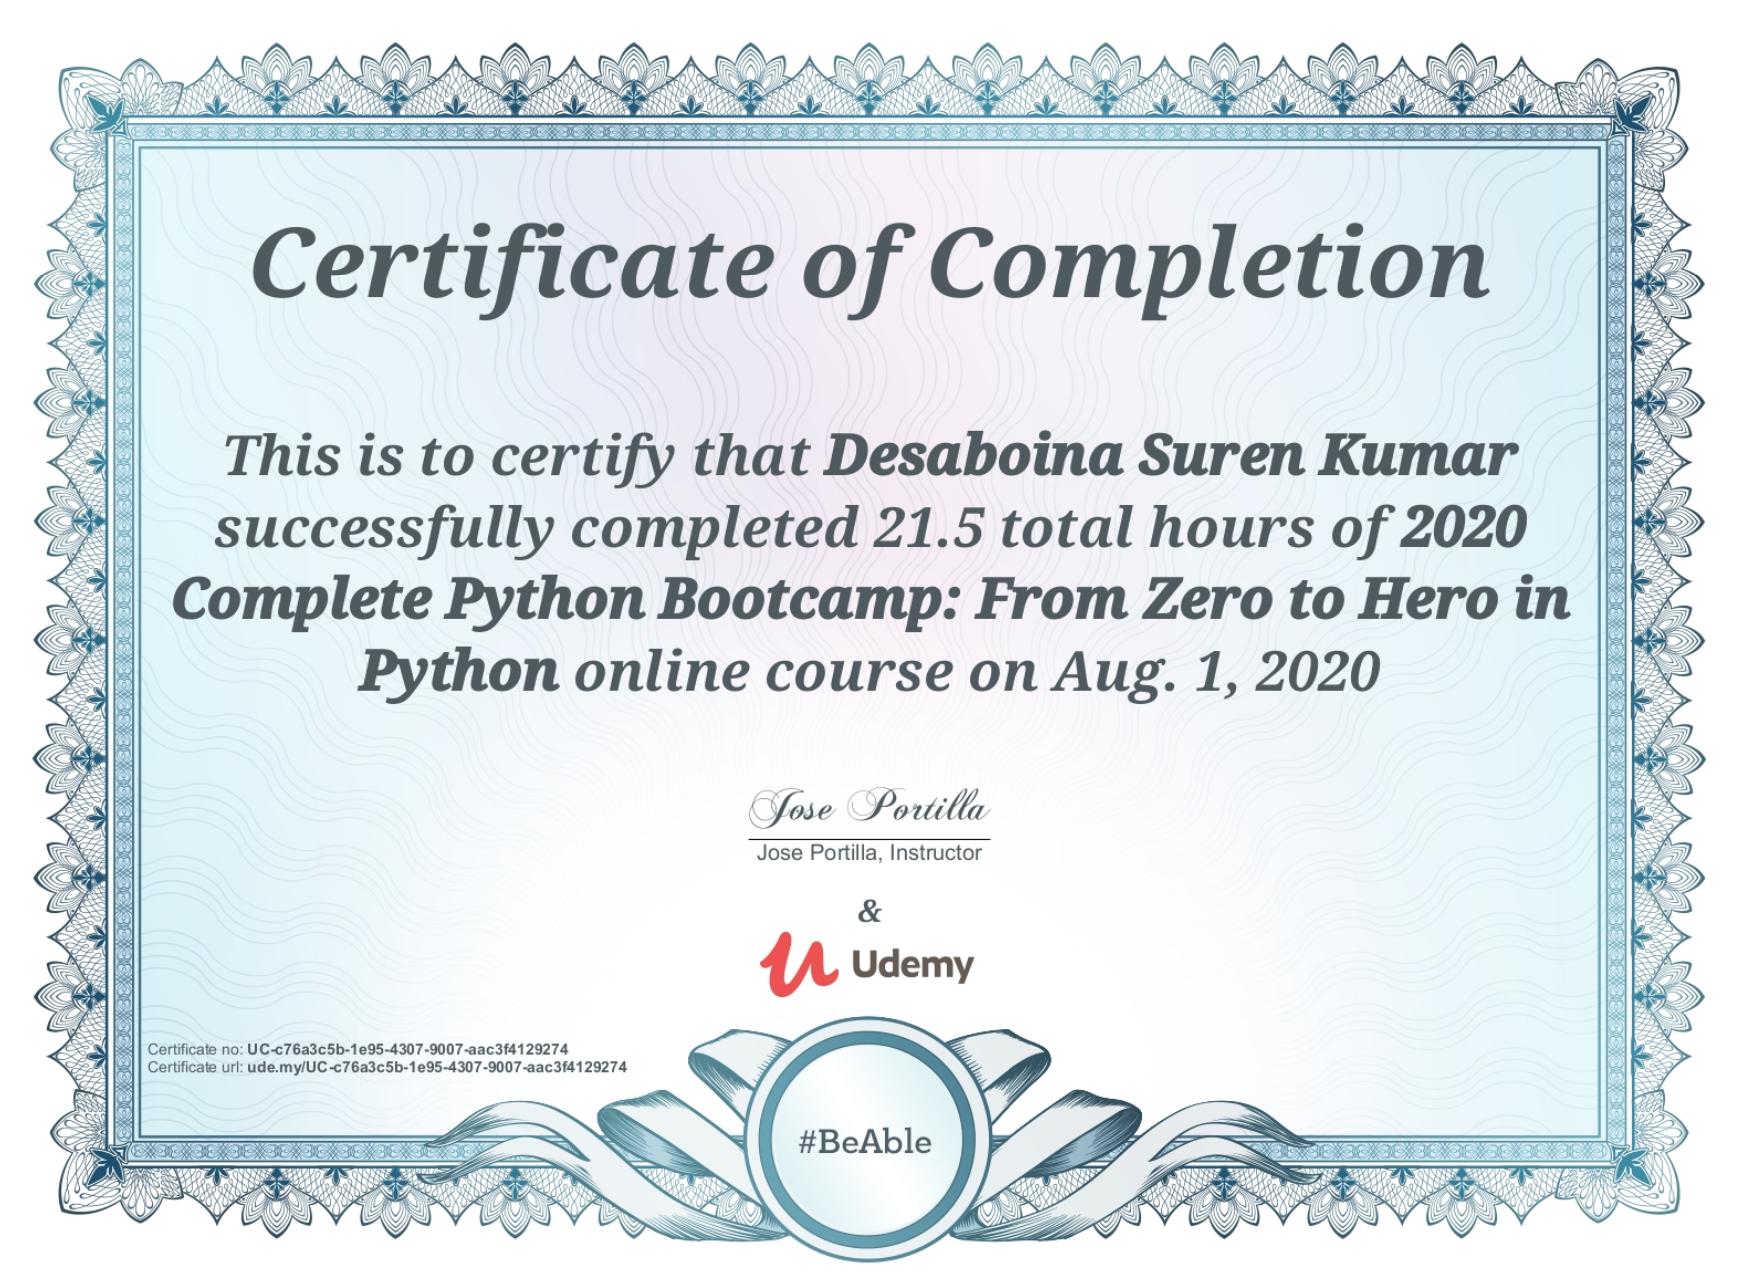 Certificate of Completion
This is to certify that Desaboina Suren Kumar
successfully completed 21.5 total hours of 2020
Complete Python Bootcamp: From Zero to Hero in
Python online course on Aug. 1, 2020
Jose Portilla
Jose Portilla, Instructor
&
Udemy
Certificate no: UC-c76a3c5b-1e95-4307-9007-aac3f4129274
Certificate url: ude.my/UC-c76a3c5b-1e95-4307-9007-aac3f4129274
#BeAble